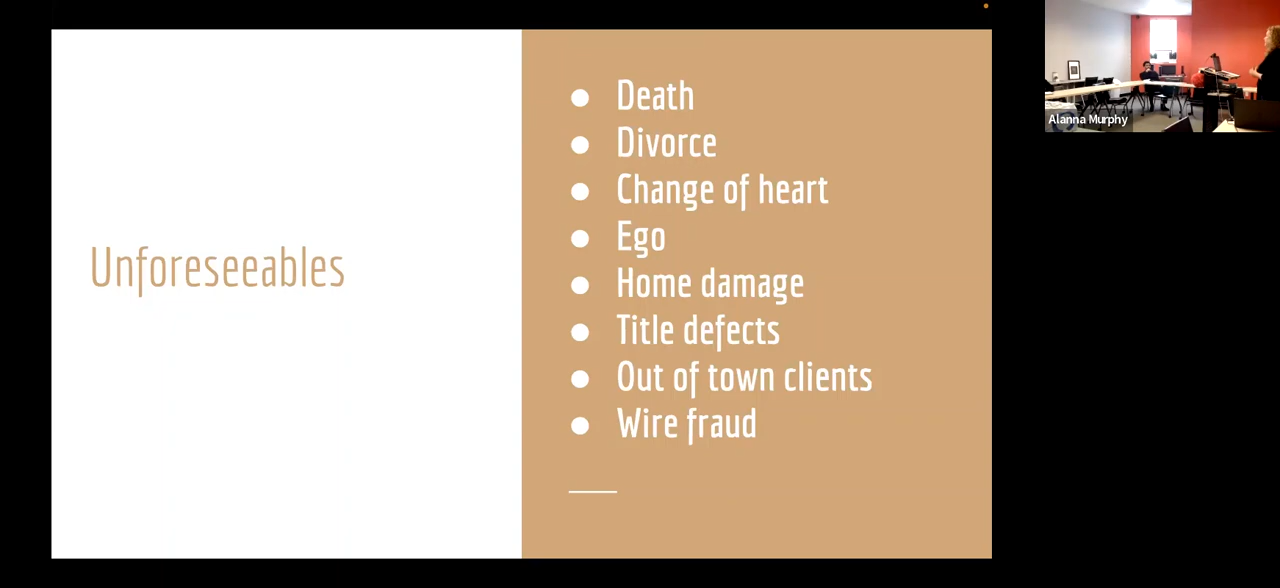 Unforeseeables
Death
Divorce
Change of heart
Ego
Home damage
Title defects
Out of town clients
Wire fraud
Alanna Murphy